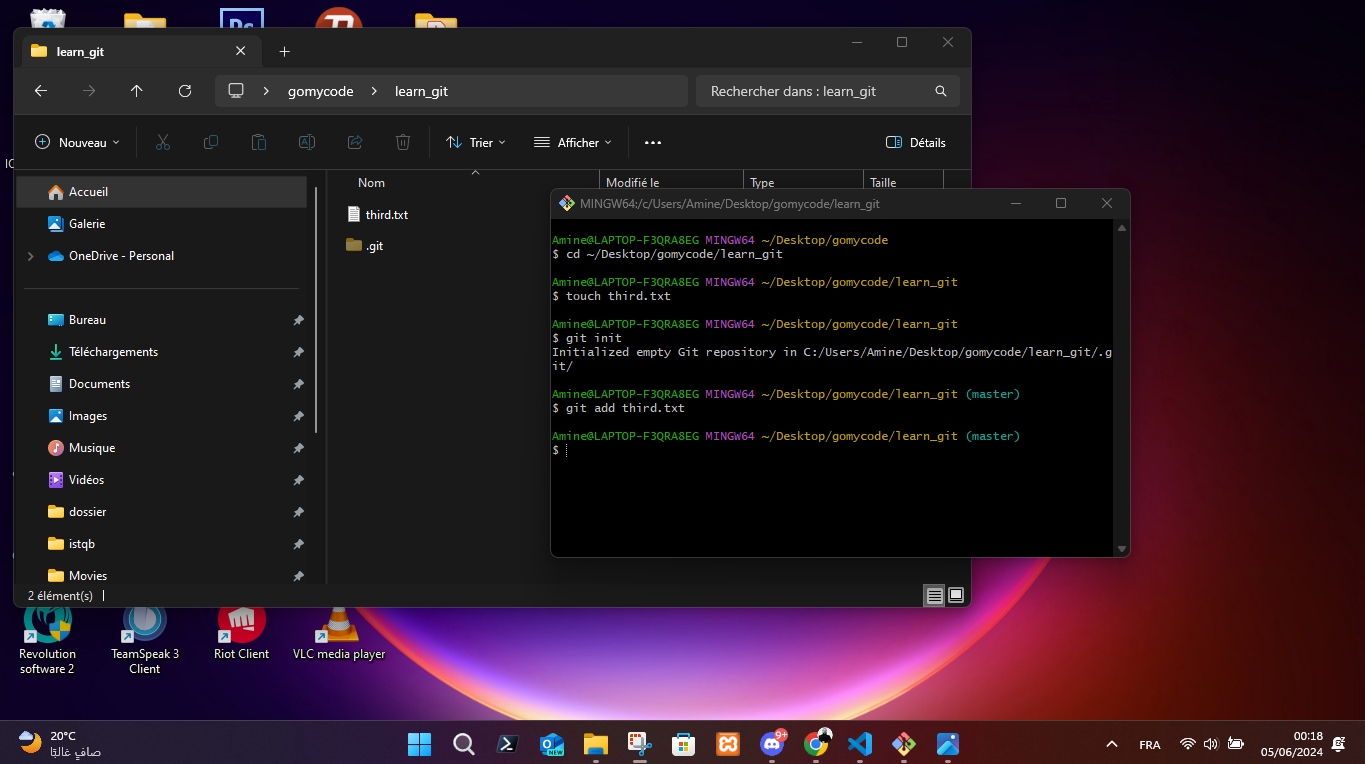 Ps
learn_git
gomycode
learn_git
Rechercher dans : learn_git
Nouveau
Trier
Afficher
Détails
IC
Accueil
Galerie
OneDrive - Personal
Bureau
Téléchargements
Documents
Images
Musique
Vidéos
dossier
istqb
Movies
2 élément(s)
Nom
Modifié le
Type
Taille
third.txt
.git
MINGW64:/c/Users/Amine/Desktop/gomycode/learn_git
Amine@LAPTOP-F3QRA8EG MINGW64 ~/Desktop/gomycode
$ cd ~/Desktop/gomycode/learn_git
Amine@LAPTOP-F3QRA8EG MINGW64 ~/Desktop/gomycode/learn_git
$ touch third.txt
Amine@LAPTOP-F3QRA8EG MINGW64 ~/Desktop/gomycode/learn_git
$ git init
Initialized empty Git repository in C:/Users/Amine/Desktop/gomycode/learn_git/.g
it/
Amine@LAPTOP-F3QRA8EG MINGW64 ~/Desktop/gomycode/learn_git (master)
$ git add third.txt
Amine@LAPTOP-F3QRA8EG MINGW64 ~/Desktop/gomycode/learn_git (master)
$
Revolution
software 2
TeamSpeak 3
Client
Riot Client
VLC media player
20°C
صافٍ غالبًا
NEW
9+
FRA
00:18
05/06/2024